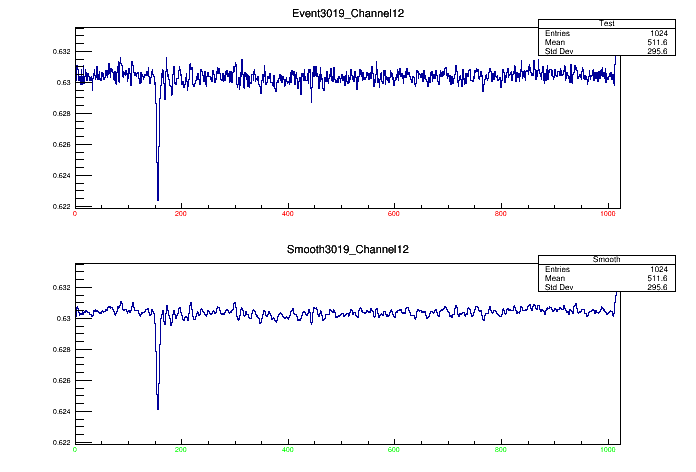 Event3019_Channel12
Test
Entries 1024
Mean 511.6
Std Dev 295.6
0.632
0.63
0.628
0.626
0.624
0.622
0 200 400 600 800 1000
Smooth3019_Channel12
Smooth
Entries 1024
Mean 511.6
Std Dev 295.6
0.632
0.63
0.628
0.626
0.624
0.622
0 200 400 600 800 1000